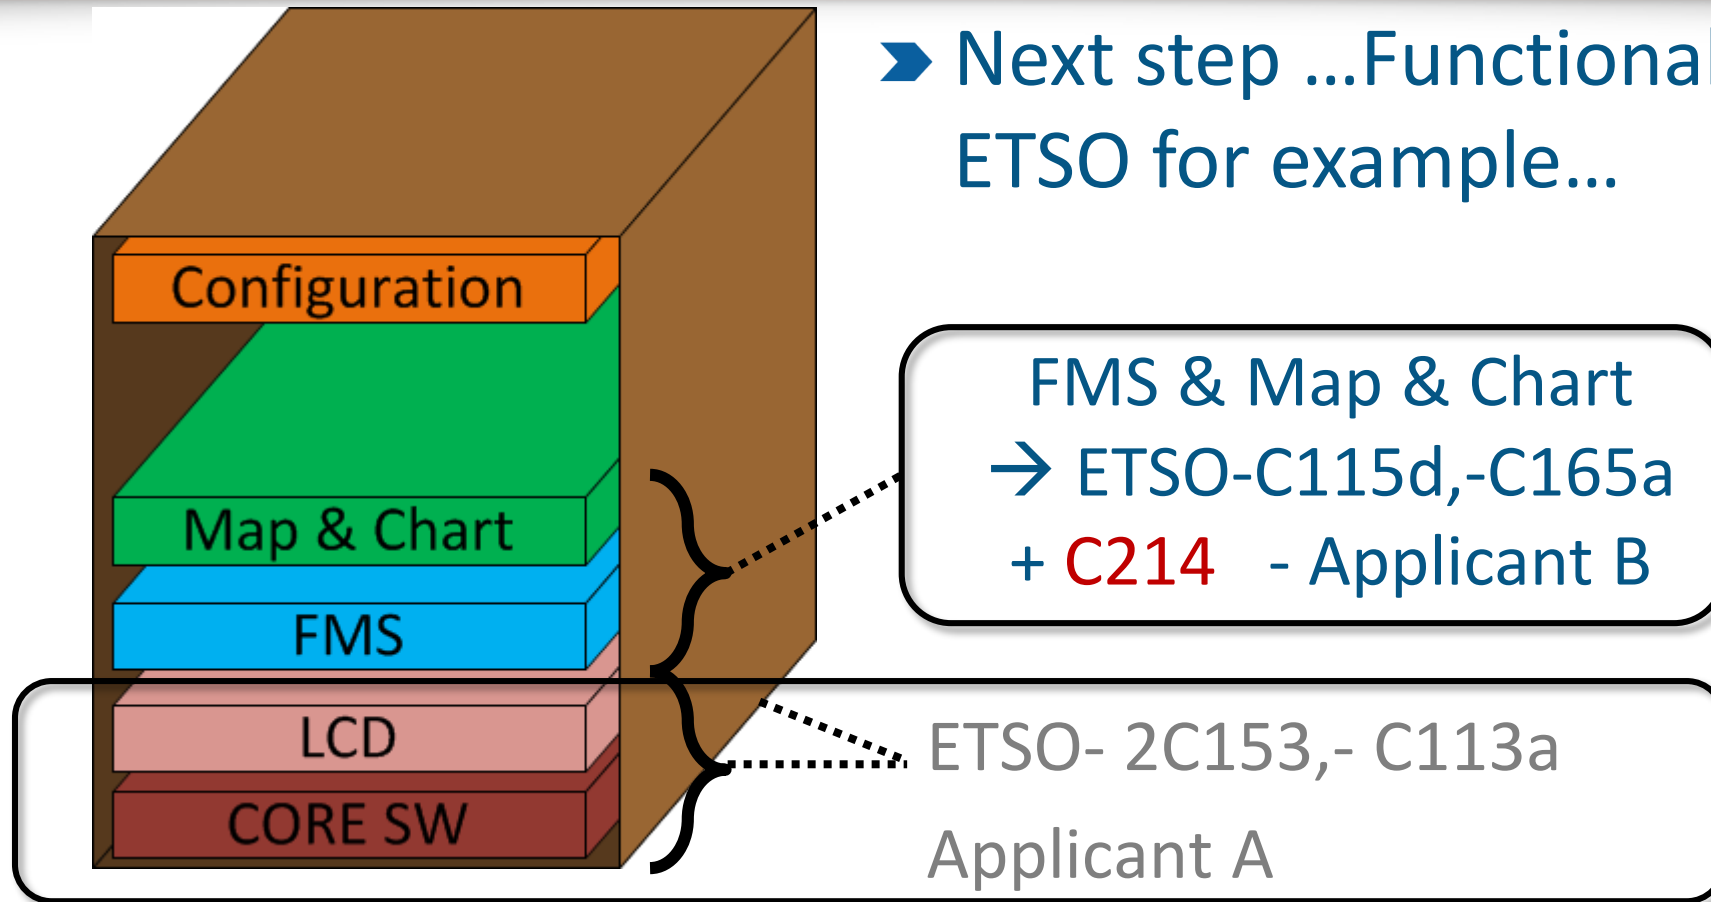 Next step ...Functional
ETSO for example...
Configuration
Map & Chart
FMS
LCD
CORE SW
FMS & Map & Chart
→ ETSO-C115d,-C165a
+ C214 - Applicant B
ETSO- 2C153,- C113a
Applicant A